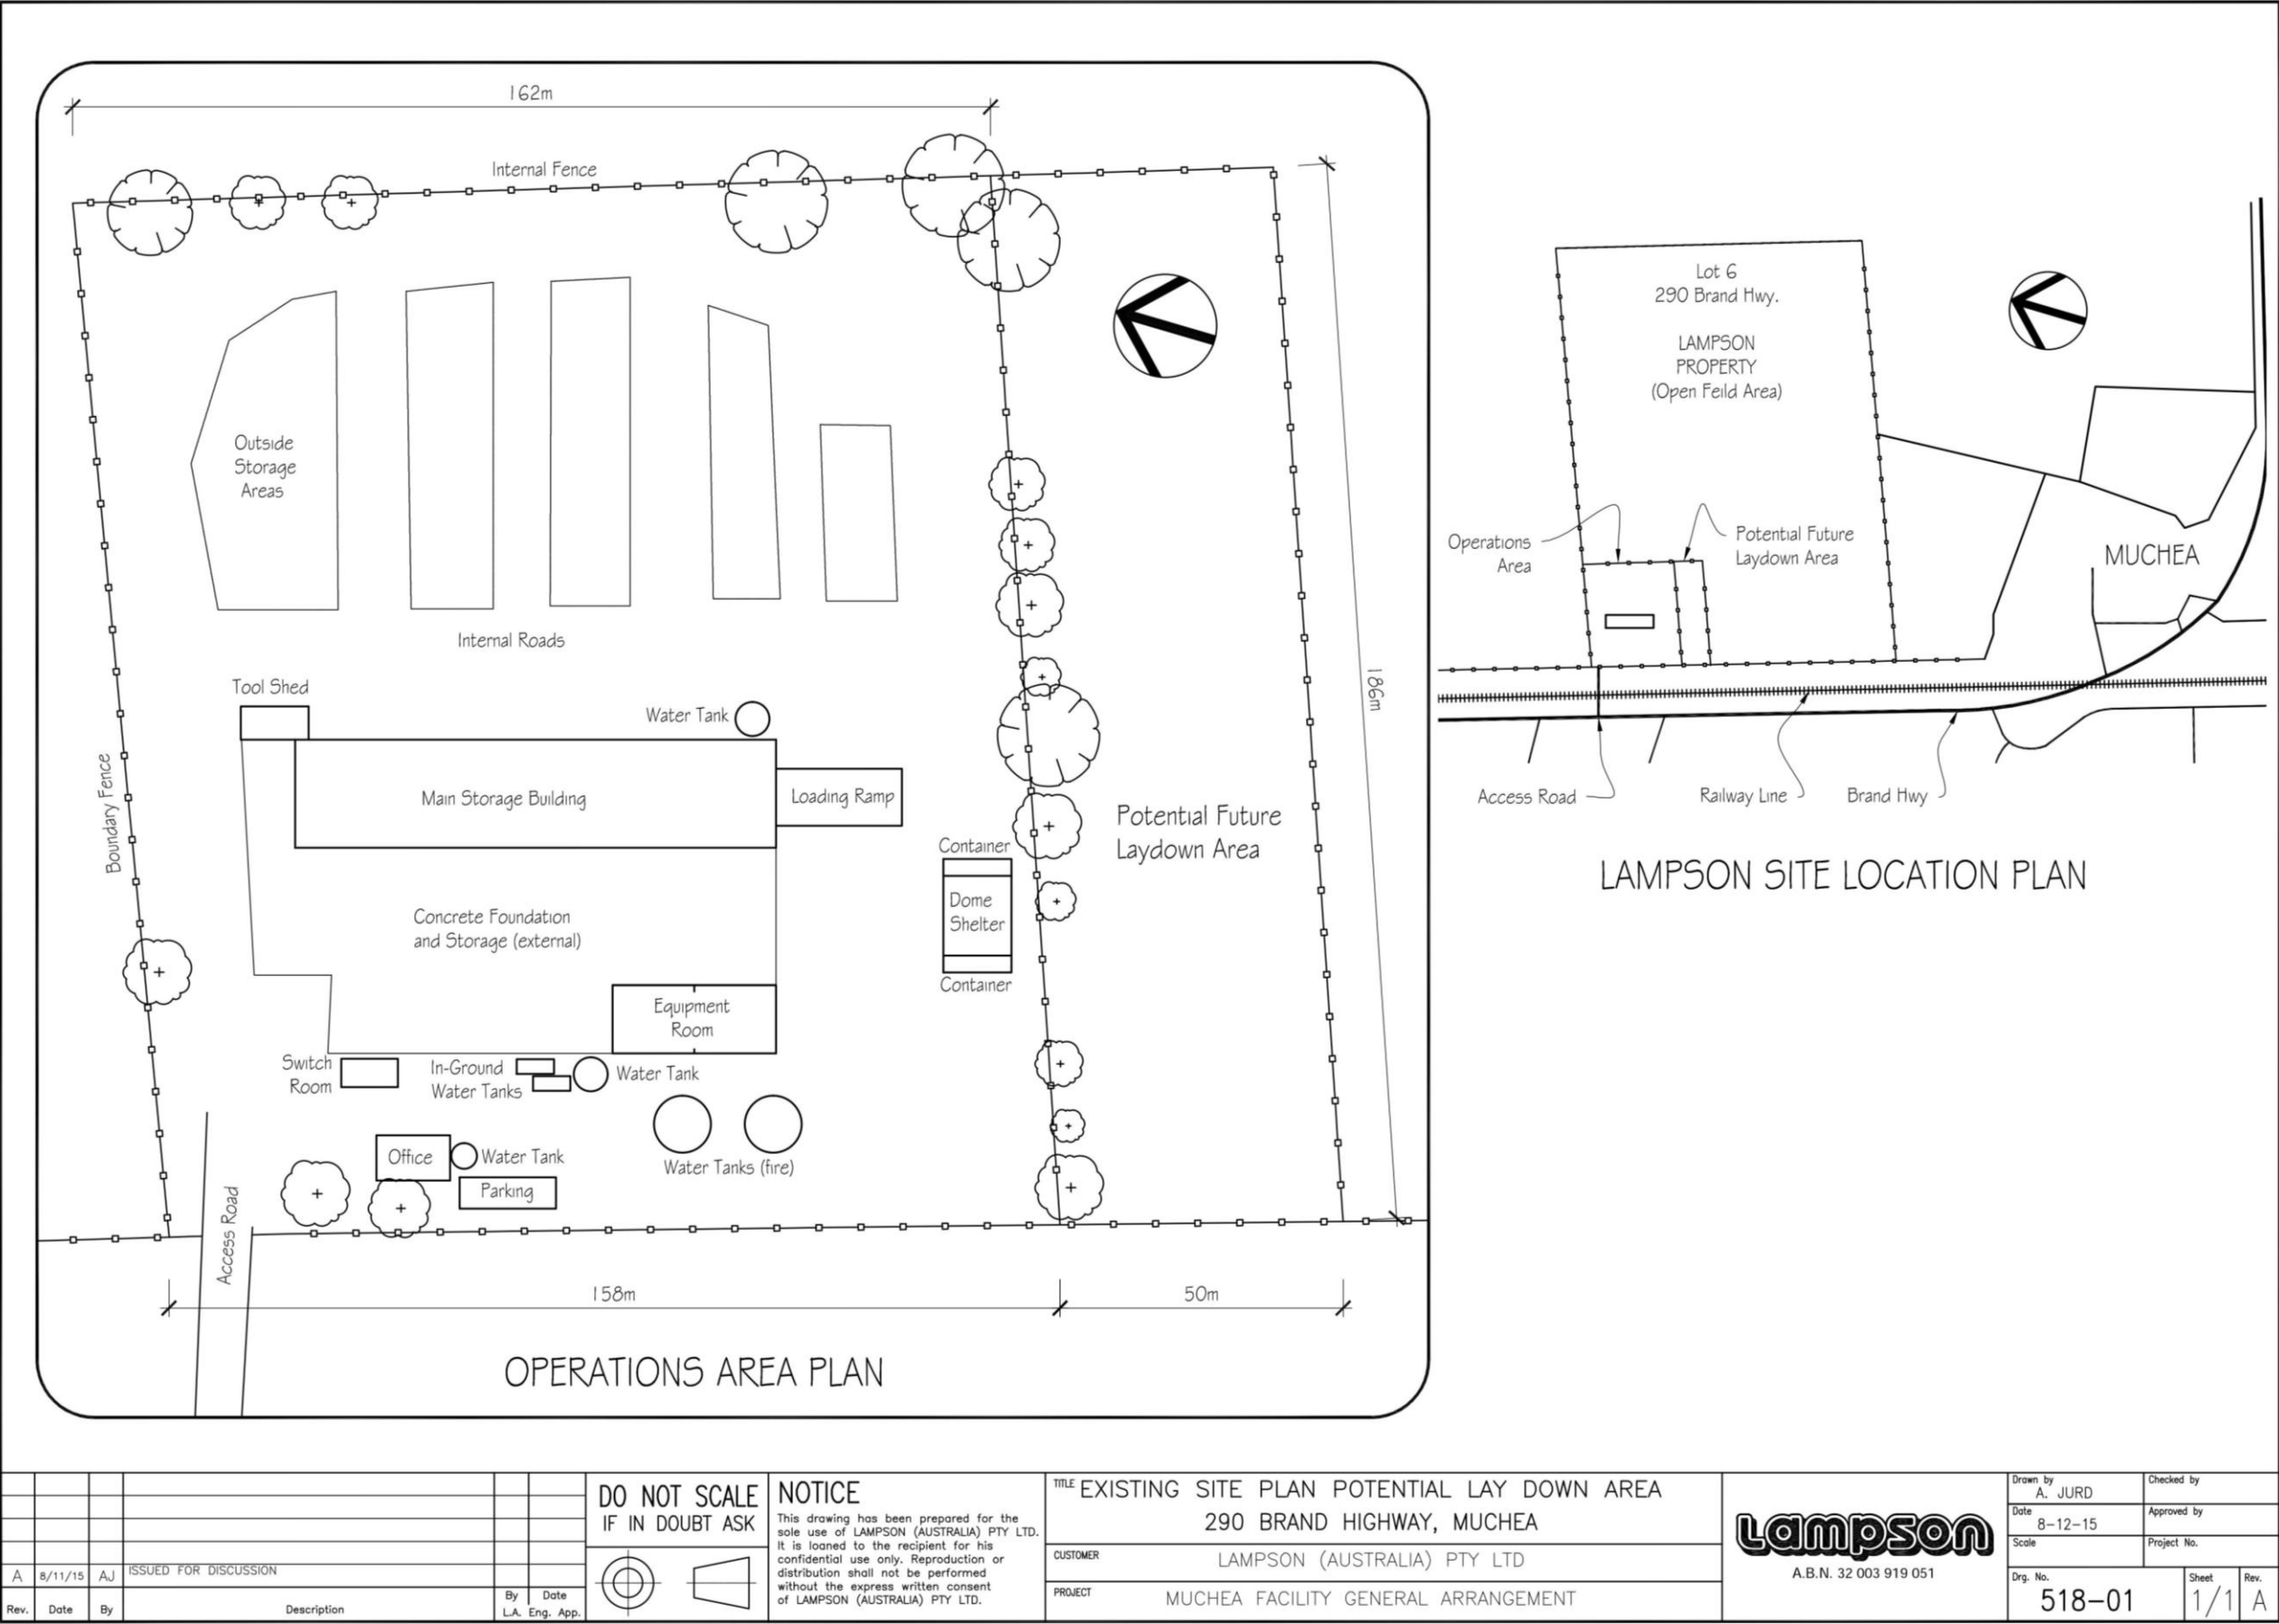 162m
Internal Fence
Outside
Storage
Areas
Internal Roads
Tool Shed
Water Tank
Boundary Fence
Main Storage Building
Loading Ramp
186m
Potential Future
Laydown Area
Container
Dome
Shelter
Container
Concrete Foundation
and Storage (external)
Equipment
Room
Switch
Room
In-Ground
Water Tanks
Water Tank
Office
Water Tank
Water Tanks (fire)
Parking
Access Road
158m
50m
OPERATIONS AREA PLAN
Lot 6
290 Brand Hwy.
LAMPSON
PROPERTY
(Open Feild Area)
Operations
Area
Potential Future
Laydown Area
MUCHEA
Access Road
Railway Line
Brand Hwy
LAMPSON SITE LOCATION PLAN
A 8/11/15 AJ ISSUED FOR DISCUSSION
Rev. Date By Description
By Date
L.A. Eng. App.
DO NOT SCALE
IF IN DOUBT ASK
NOTICE
This drawing has been prepared for the
sole use of LAMPSON (AUSTRALIA) PTY LTD.
It is loaned to the recipient for his
confidential use only. Reproduction or
distribution shall not be performed
without the express written consent
of LAMPSON (AUSTRALIA) PTY LTD.
TITLE EXISTING SITE PLAN POTENTIAL LAY DOWN AREA
290 BRAND HIGHWAY, MUCHEA
CUSTOMER LAMPSON (AUSTRALIA) PTY LTD
PROJECT MUCHEA FACILITY GENERAL ARRANGEMENT
Lampson
A.B.N. 32 003 919 051
Drawn by
A. JURD
Checked by
Date
8-12-15
Approved by
Scale
Project No.
Drg. No.
518-01
Sheet
1/1
Rev.
A